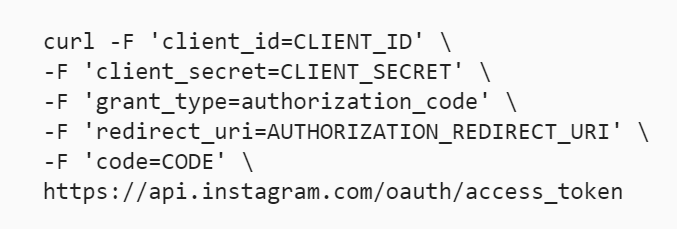 curl -F 'client_id=CLIENT_ID' \
-F 'client_secret=CLIENT_SECRET' \
-F 'grant_type=authorization_code' \
-F 'redirect_uri=AUTHORIZATION_REDIRECT_URI' \
-F 'code=CODE' \
https://api.instagram.com/oauth/access_token